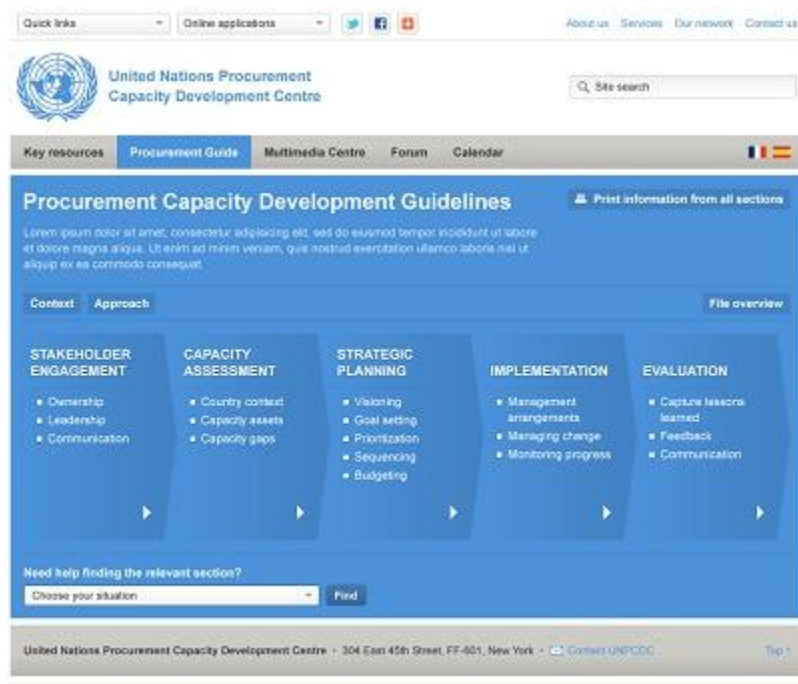 Quick links
Online applications
About us Services Our network Contact us
United Nations Procurement
Capacity Development Centre
Site search
Key resources Procurement Guide Multimedia Centre Forum Calendar
Procurement Capacity Development Guidelines
Print information from all sections
Lorem ipsum dolor sit amet, consectetur adipisicing elit, sed do eiusmod tempor incididunt ut labore
et dolore magna aliqua. Ut enim ad minim veniam, quis nostrud exercitation ullamco laboris nisi ut
aliquip ex ea commodo consequat.
Context Approach
File overview
STAKEHOLDER
ENGAGEMENT
Ownership
Leadership
Communication
CAPACITY
ASSESSMENT
Country context
Capacity assets
Capacity gaps
STRATEGIC
PLANNING
Visioning
Goal setting
Prioritization
Sequencing
Budgeting
IMPLEMENTATION
Management
arrangements
Managing change
Monitoring progress
EVALUATION
Capture lessons
learned
Feedback
Communication
Need help finding the relevant section?
Choose your situation
Find
United Nations Procurement Capacity Development Centre • 304 East 45th Street, FF-601, New York • Contact UNPCDC
Top ↑